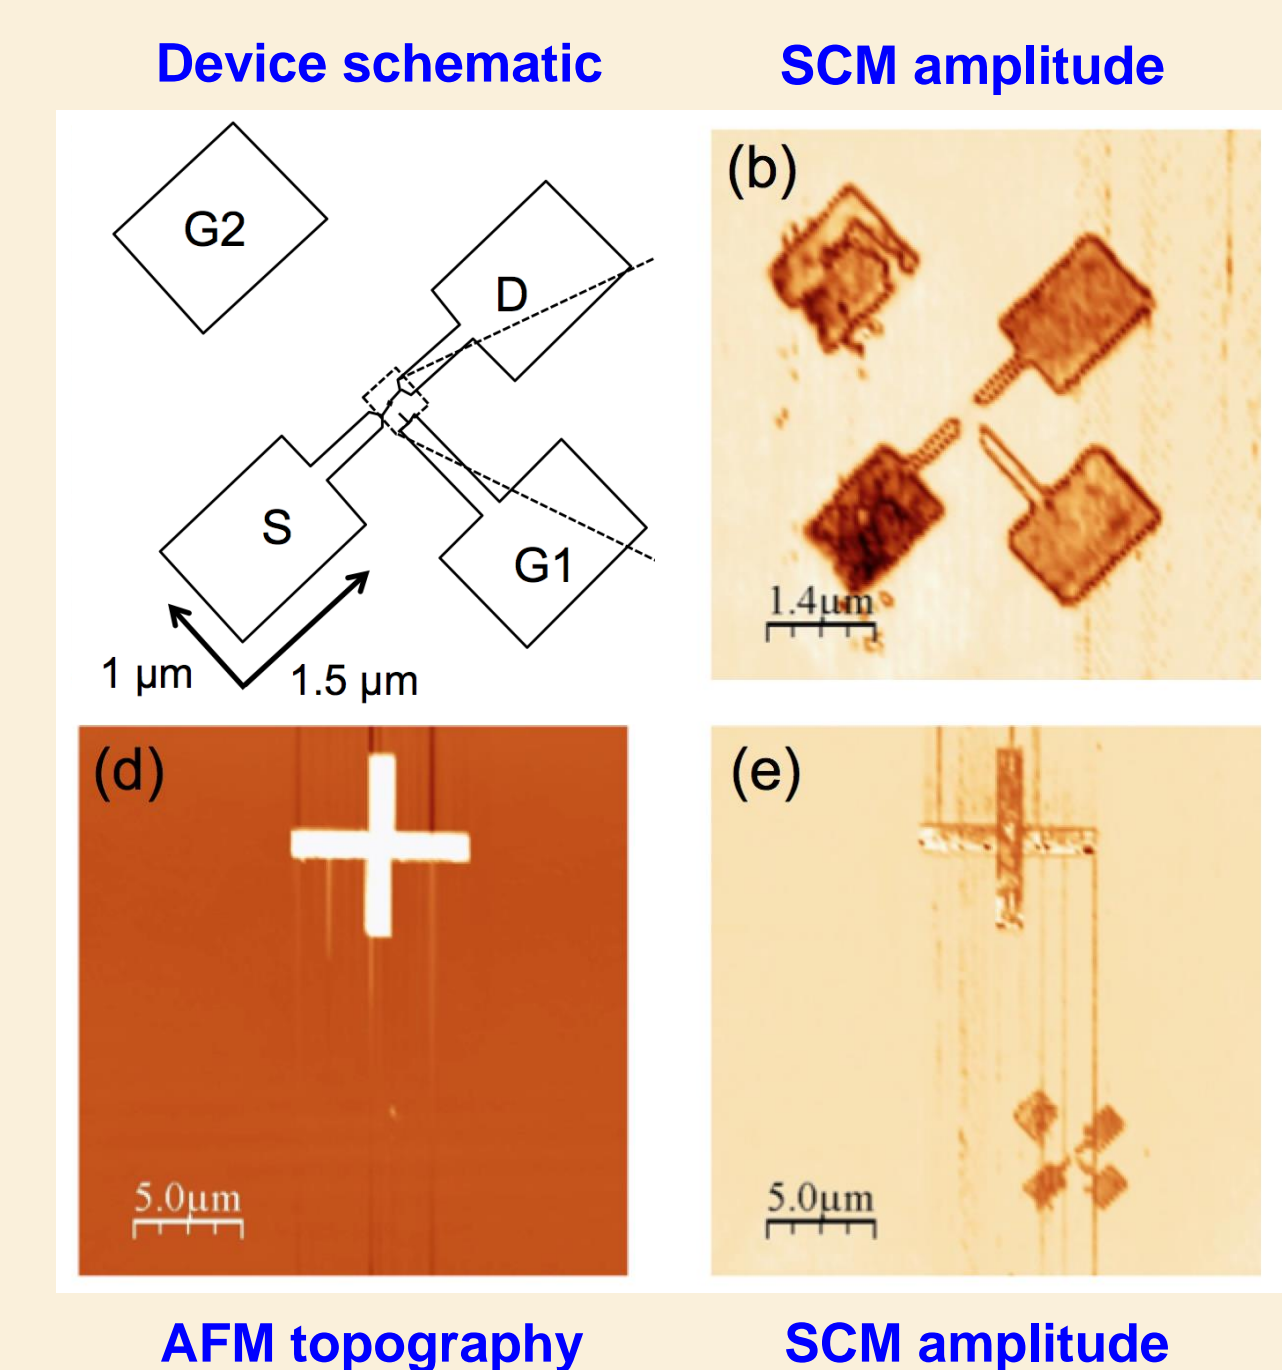 Device schematic
SCM amplitude
G2
D
S
G1
1 μm
1.5 μm
(b)
1.4μm
(d)
5.0μm
(e)
5.0μm
AFM topography
SCM amplitude